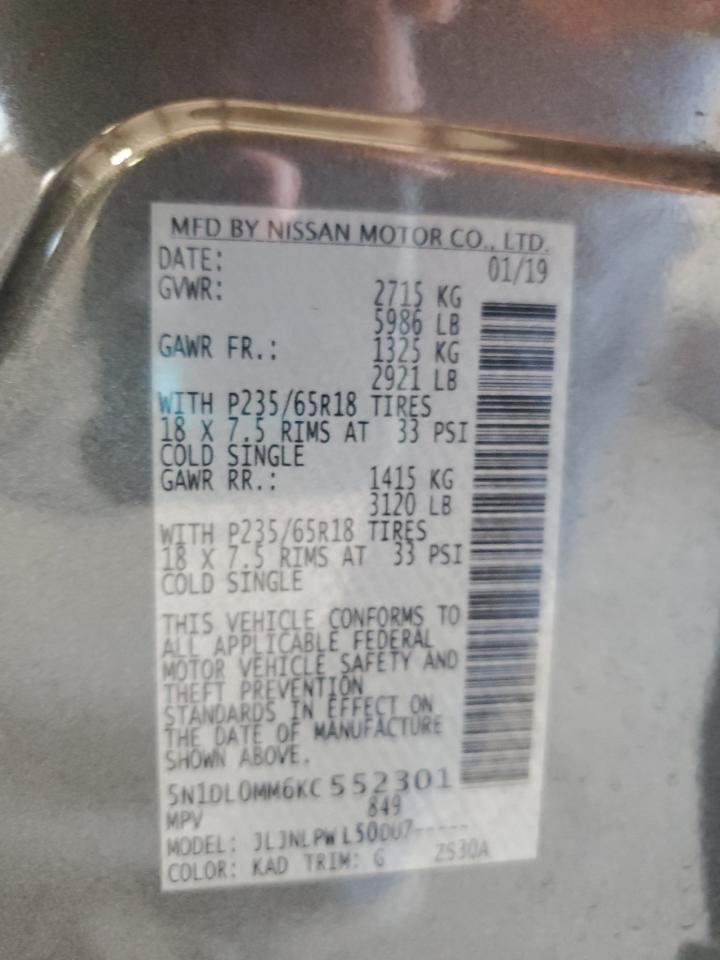 MFD BY NISSAN MOTOR CO., LTD.
DATE: 01/19
GVWR: 2715 KG
5986 LB
GAWR FR.: 1325 KG
2921 LB
WITH P235/65R18 TIRES
18 X 7.5 RIMS AT 33 PSI
COLD SINGLE
GAWR RR.: 1415 KG
3120 LB
WITH P235/65R18 TIRES
18 X 7.5 RIMS AT 33 PSI
COLD SINGLE
THIS VEHICLE CONFORMS TO
ALL APPLICABLE FEDERAL
MOTOR VEHICLE SAFETY AND
THEFT PREVENTION
STANDARDS IN EFFECT ON
THE DATE OF MANUFACTURE
SHOWN ABOVE.
5N1DL0MM6KC552301
MPV 849
MODEL: JLJNLPWL50DU7-----
COLOR: KAD TRIM: G 2S30A